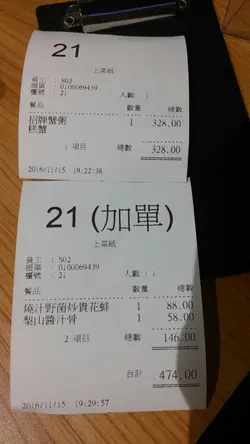 21
上菜紙
員工 : S02
帳單 : 0100069439
檯號 : 21 人數 : 1
餐品 數量 總數
招牌蟹粥 1 328.00
糕蟹
1 項目 總數 328.00
2016/11/15 19:22:38
21 (加單)
上菜紙
員工 : S02
帳單 : 0100069439
檯號 : 21 人數 : 1
餐品 數量 總數
燒汁野菌炒貴花蚌 1 88.00
梨山醬汁骨 1 58.00
2 項目 總數 146.00
合計 474.00
2016/11/15 19:29:57